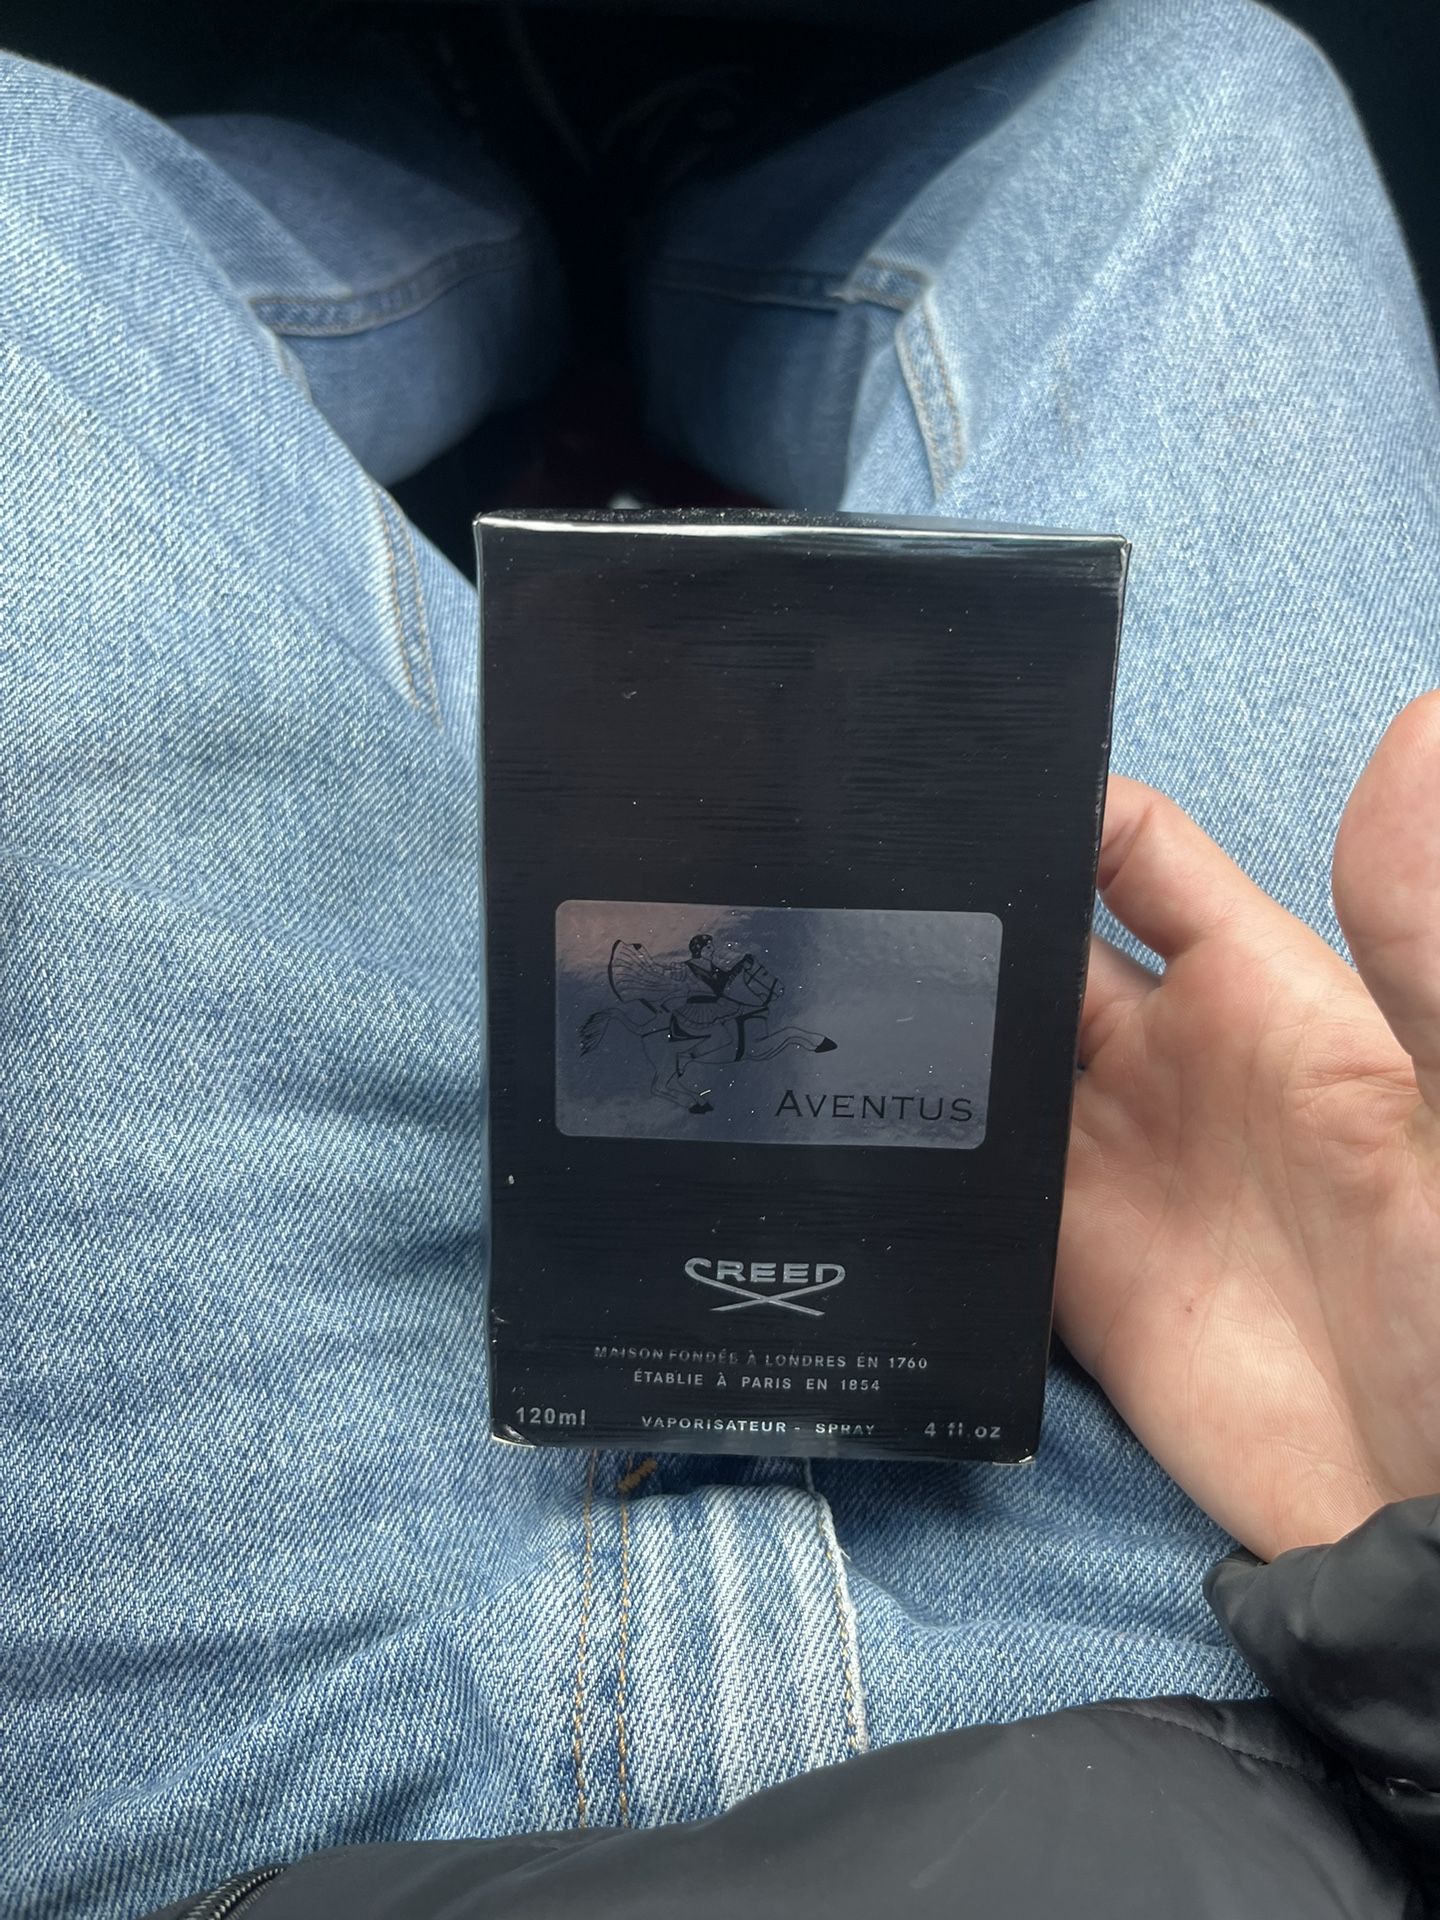 AVENTUS
CREED
MAISON FONDÉE À LONDRES EN 1760
ÉTABLIE À PARIS EN 1854
120ml VAPORISATEUR - SPRAY 4 fl.oz